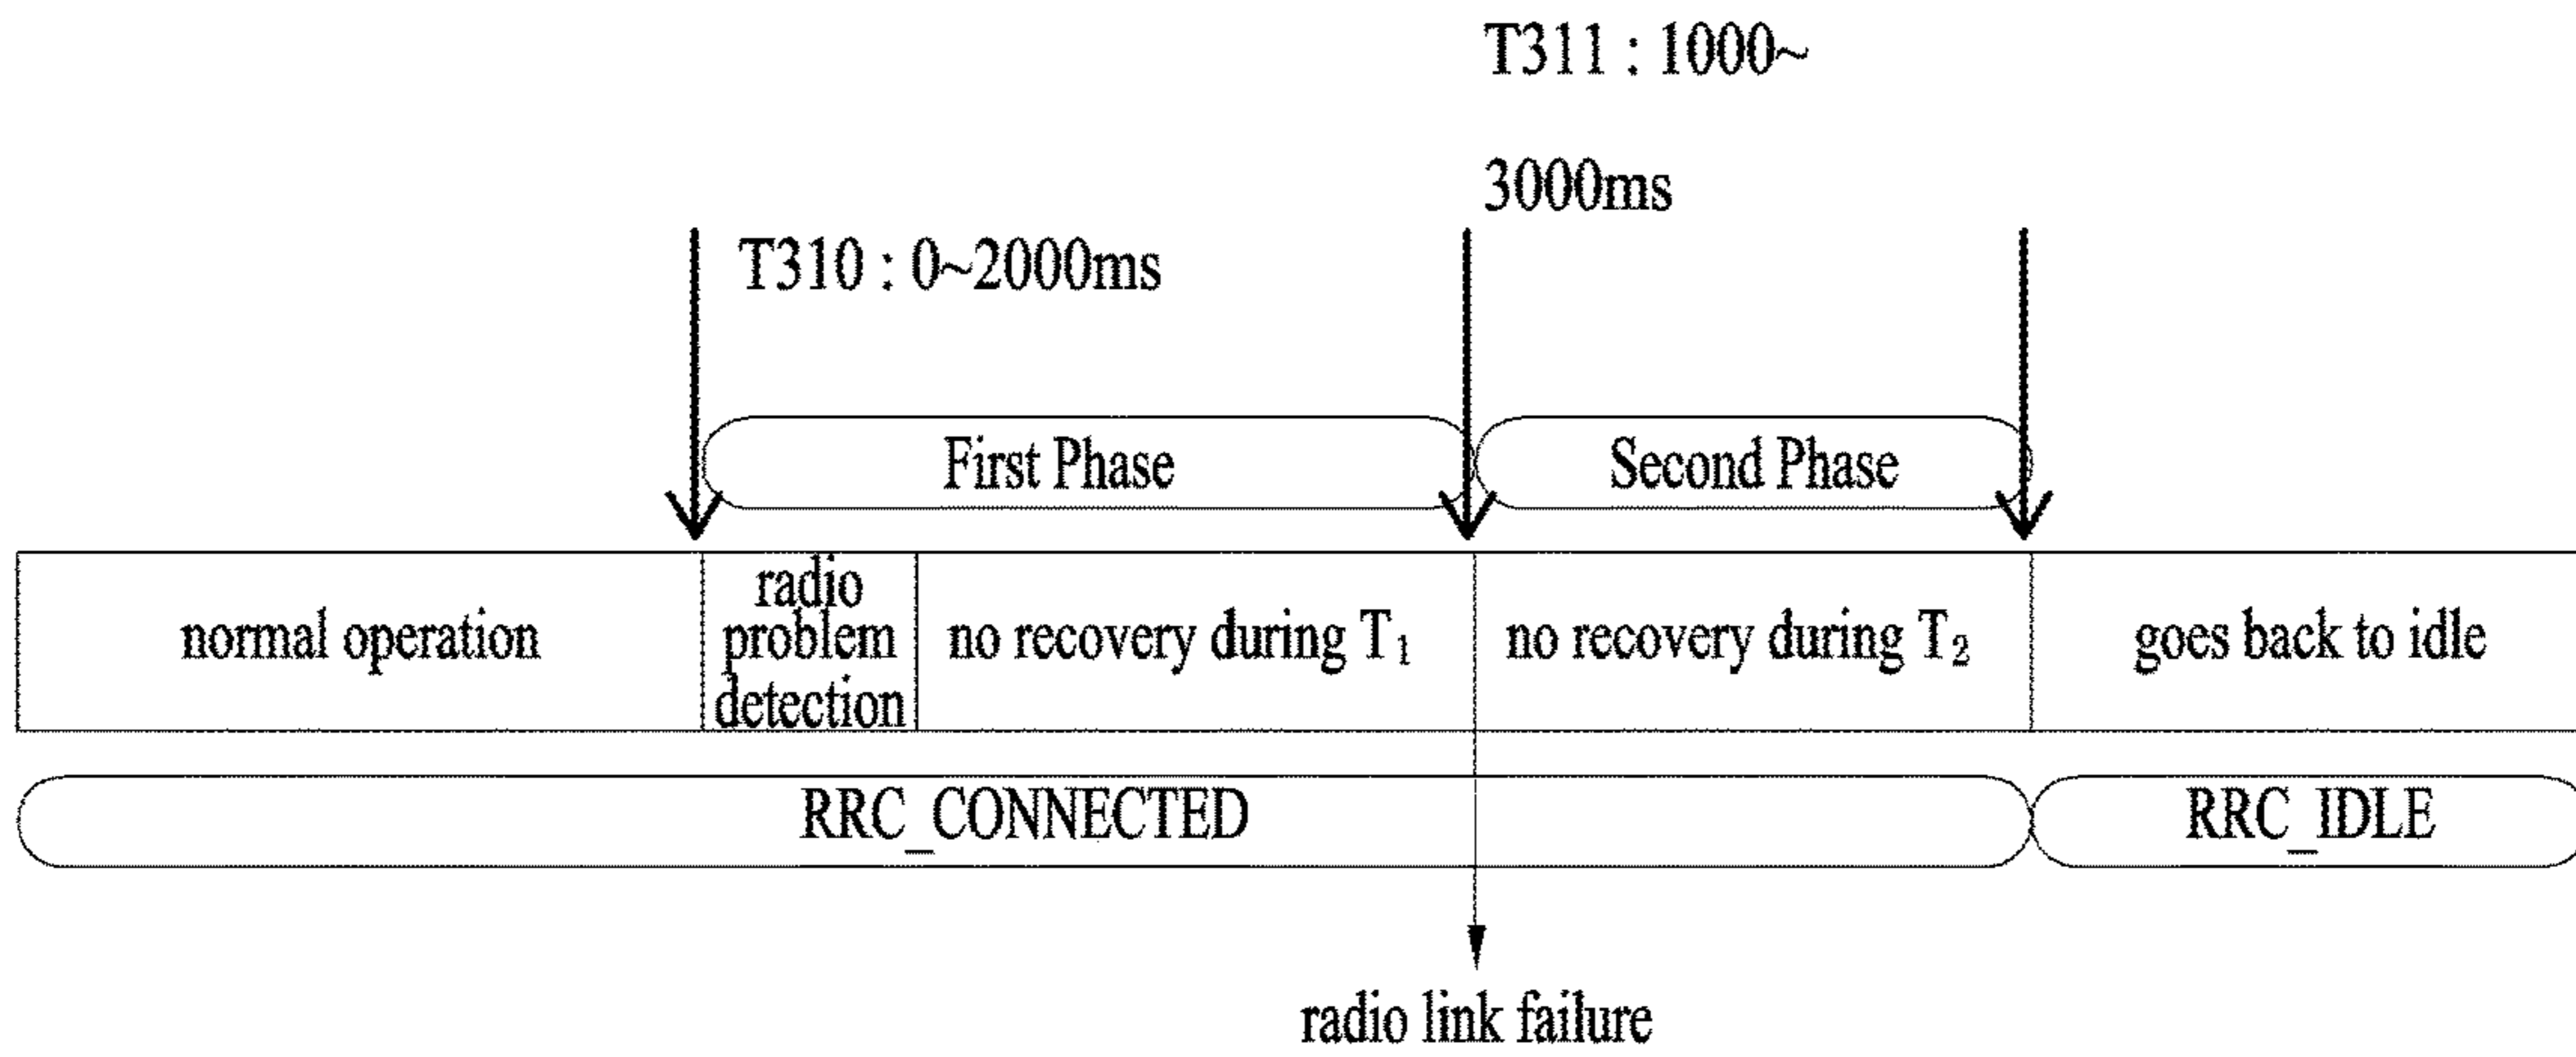 T311 : 1000~
3000ms
T310 : 0~2000ms
First Phase
Second Phase
normal operation
radio
problem
detection
no recovery during T₁
no recovery during T₂
goes back to idle
RRC_CONNECTED
RRC_IDLE
radio link failure